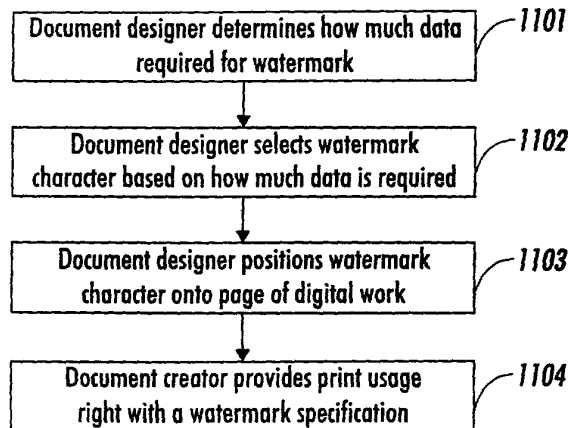 Document designer determines how much data
required for watermark
1101
Document designer selects watermark
character based on how much data is required
1102
Document designer positions watermark
character onto page of digital work
1103
Document creator provides print usage
right with a watermark specification
1104